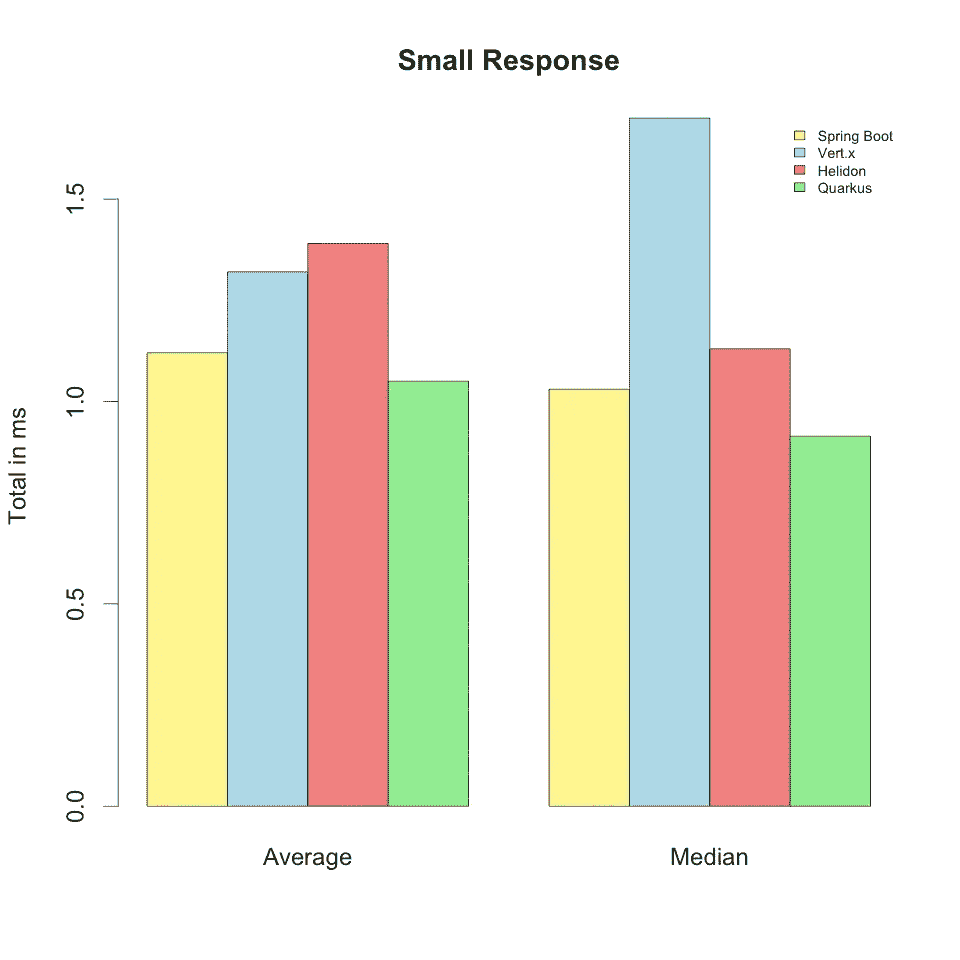 Small Response
Spring Boot
Vert.x
Helidon
Quarkus
1.5
1.0
0.5
0.0
Total in ms
Average
Median